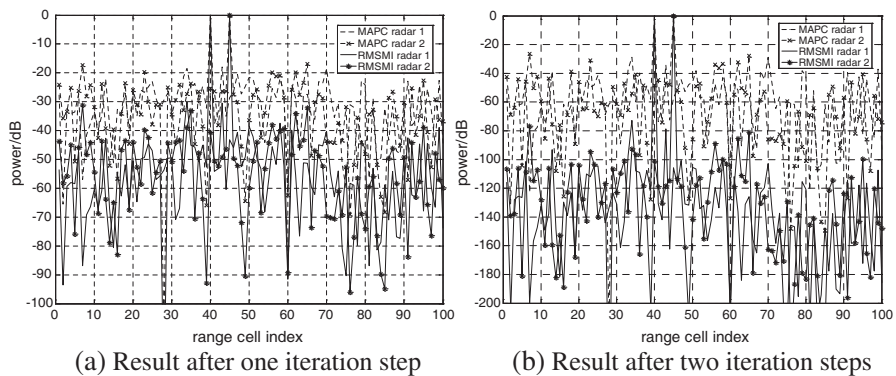 0
-10
-20
-30
-40
-50
-60
-70
-80
-90
-100
power/dB
0 10 20 30 40 50 60 70 80 90 100
range cell index
MAPC radar 1
MAPC radar 2
RMSMI radar 1
RMSMI radar 2
(a) Result after one iteration step
0
-20
-40
-60
-80
-100
-120
-140
-160
-180
-200
power/dB
0 10 20 30 40 50 60 70 80 90 100
range cell index
MAPC radar 1
MAPC radar 2
RMSMI radar 1
RMSMI radar 2
(b) Result after two iteration steps